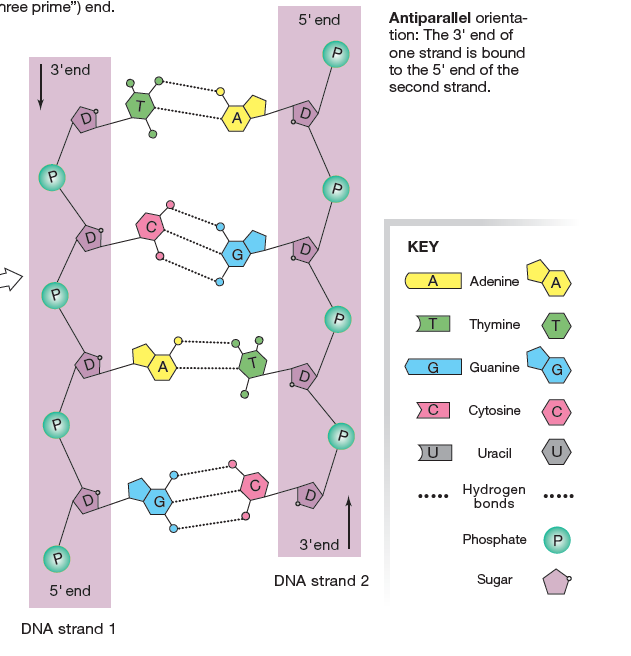 hree prime") end.
5' end
P
Antiparallel orienta-
tion: The 3' end of
one strand is bound
to the 5' end of the
second strand.
3' end
D T A D
P P
D C G D
P P
D A T D
P P
D G C D
P
3' end
5' end
DNA strand 2
DNA strand 1
KEY
A Adenine A
T Thymine T
G Guanine G
C Cytosine C
U Uracil U
Hydrogen
bonds
Phosphate P
Sugar